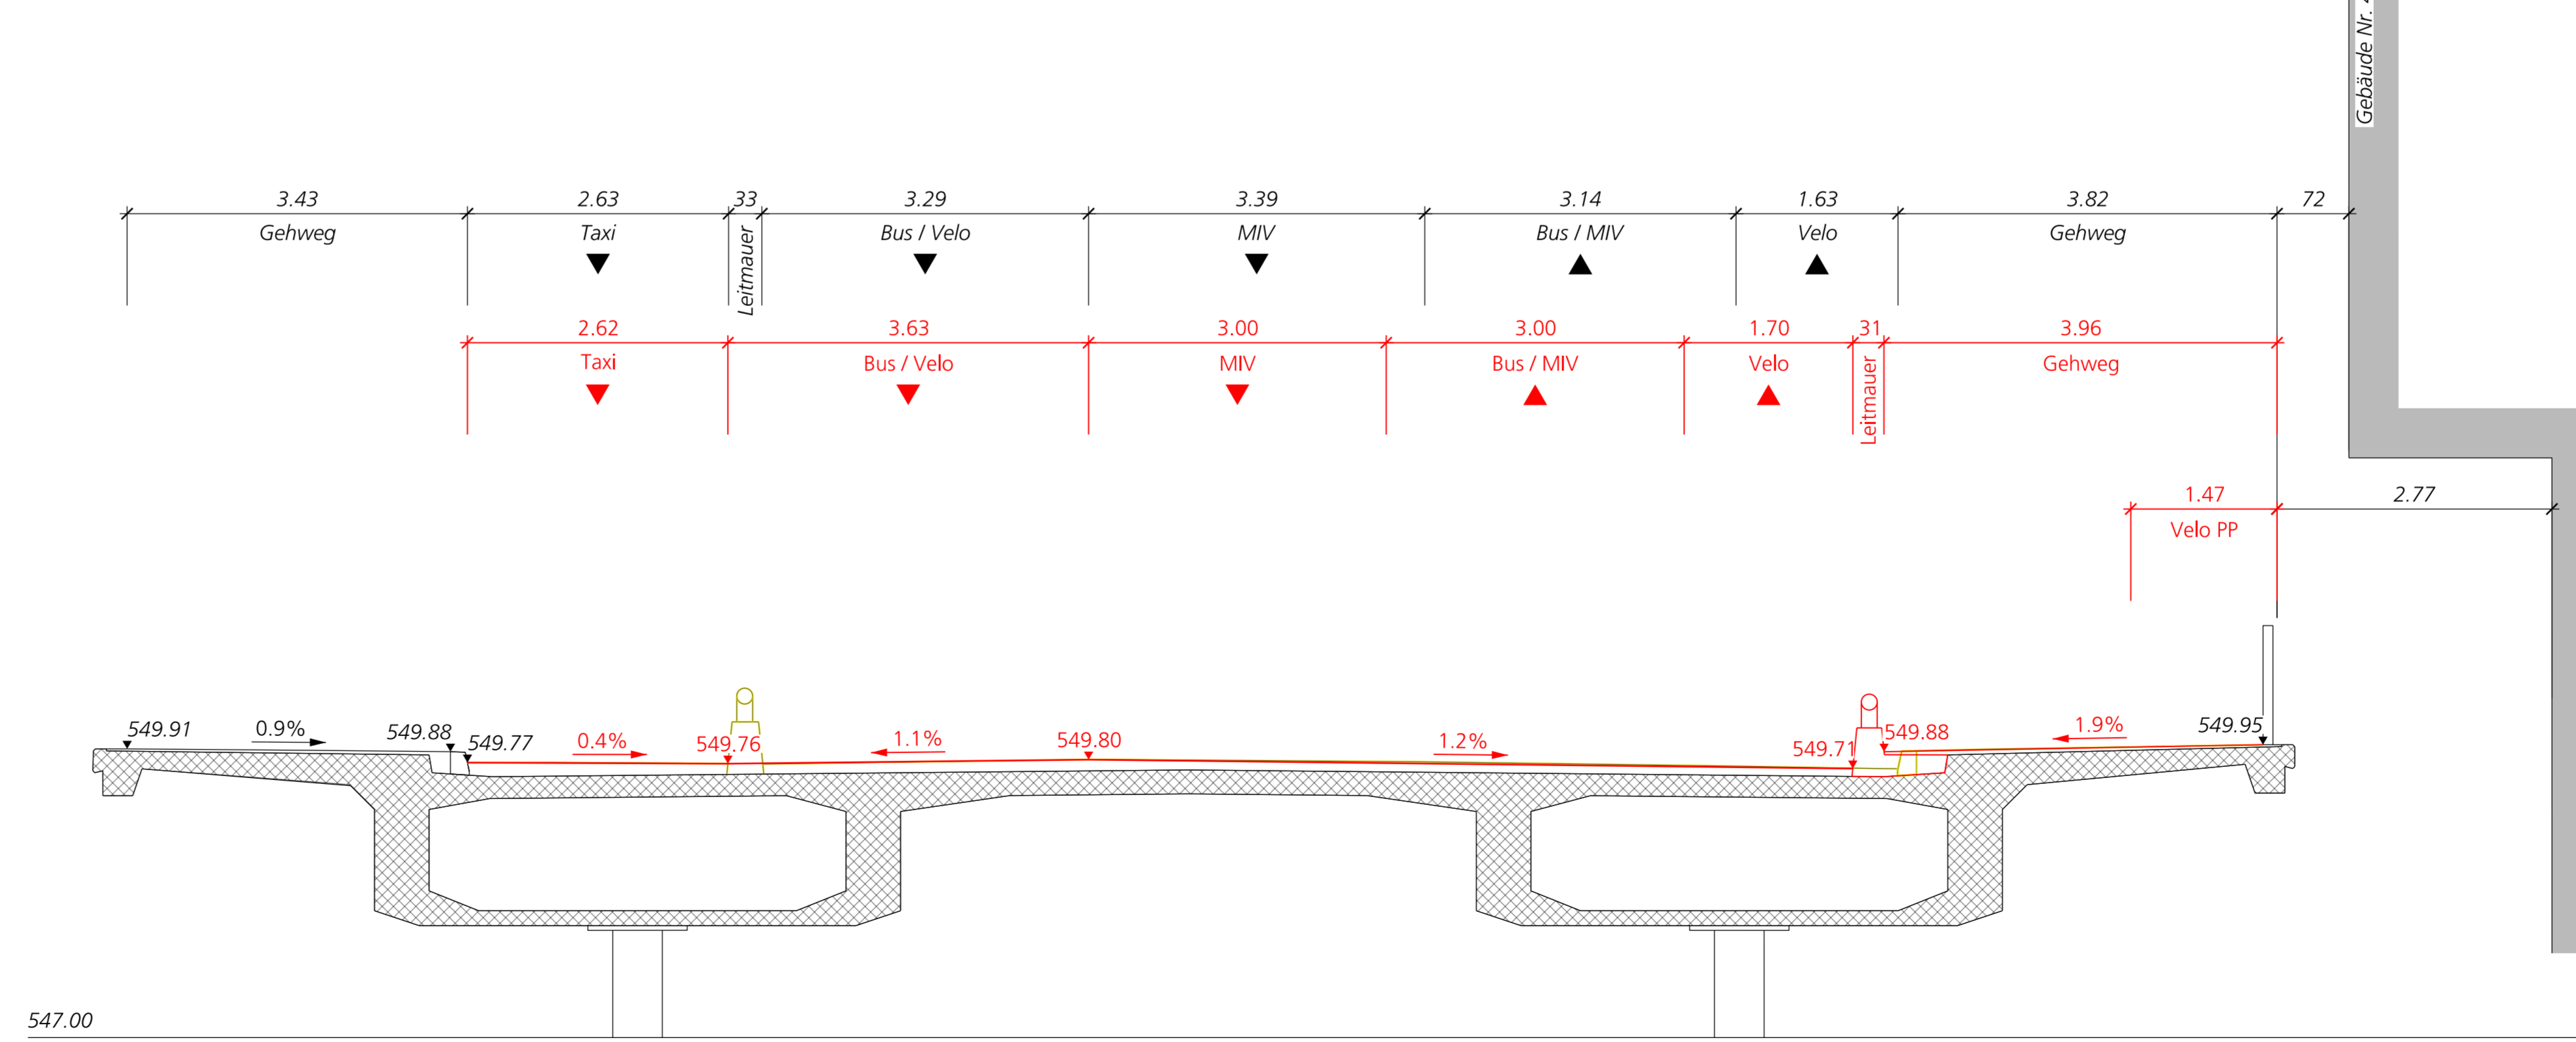 Gebäude Nr.
3.43 2.63 33 3.29 3.39 3.14 1.63 3.82 72
Gehweg Taxi Leitmauer Bus / Velo MIV Bus / MIV Velo Gehweg
2.62 3.63 3.00 3.00 1.70 31 3.96
Taxi Bus / Velo MIV Bus / MIV Velo Leitmauer Gehweg
1.47 2.77
Velo PP
549.91 0.9% 549.88 549.77 0.4% 549.76 1.1% 549.80 1.2% 549.71 549.88 1.9% 549.95
547.00